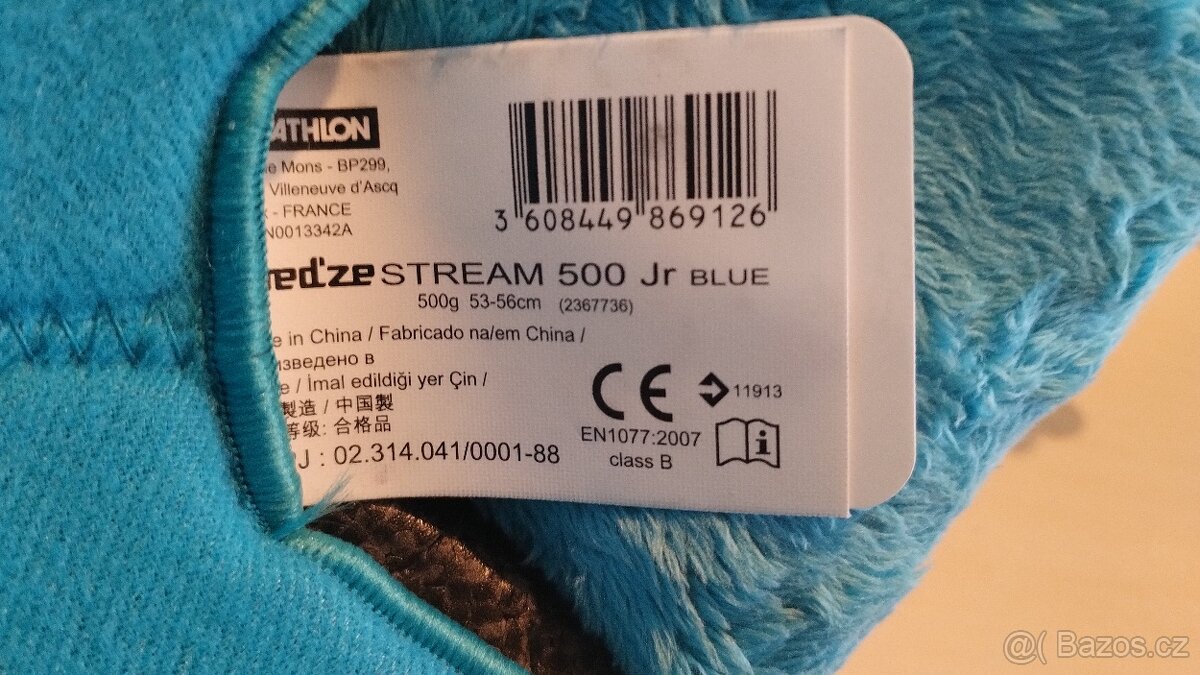 ATHLON
e Mons - BP299,
Villeneuve d'Ascq
- FRANCE
N0013342A
3 608449 869126
ed'ze STREAM 500 Jr BLUE
500g 53-56cm (2367736)
e in China / Fabricado na/em China /
изведено в
e / İmal edildiği yer Çin /
製造 / 中国製
等级: 合格品
J : 02.314.041/0001-88
CE
11913
EN1077:2007
class B
i
@( Bazos.cz